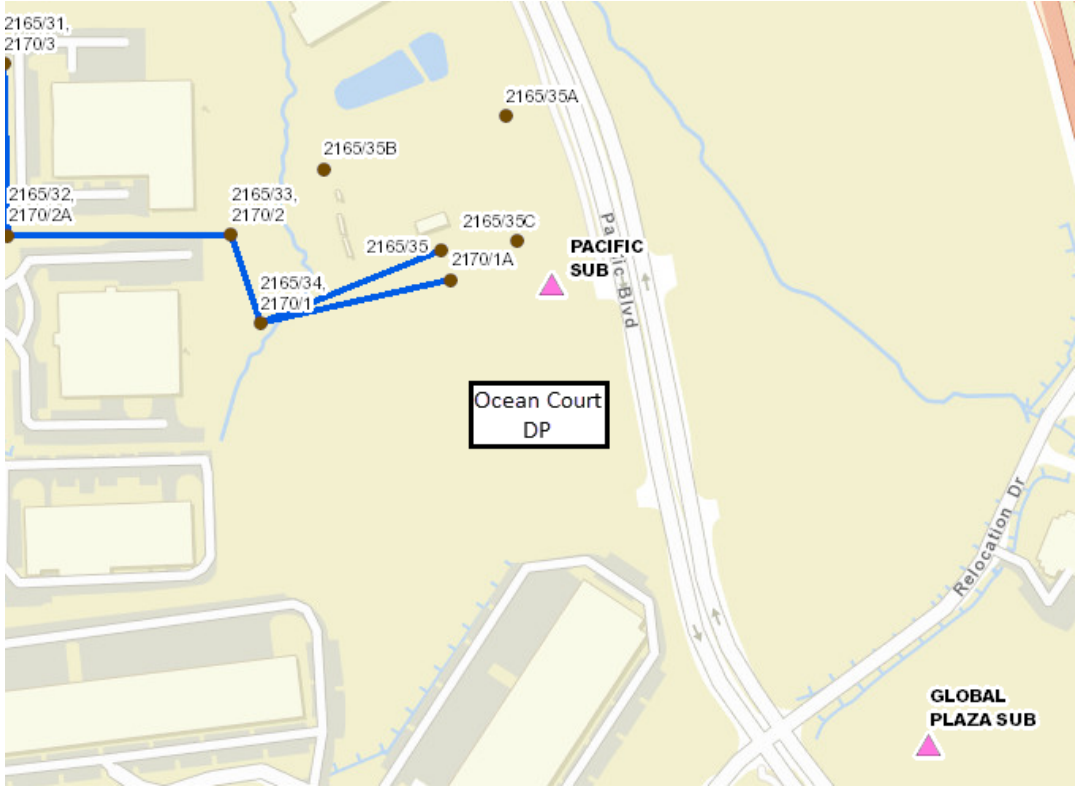 2165/31,
2170/3
2165/35A
2165/35B
2165/32,
2170/2A
2165/33,
2170/2
2165/35C
2165/35
2170/1A
PACIFIC
SUB
Pacific Blvd
2165/34,
2170/1
Ocean Court
DP
Relocation Dr
GLOBAL
PLAZA SUB